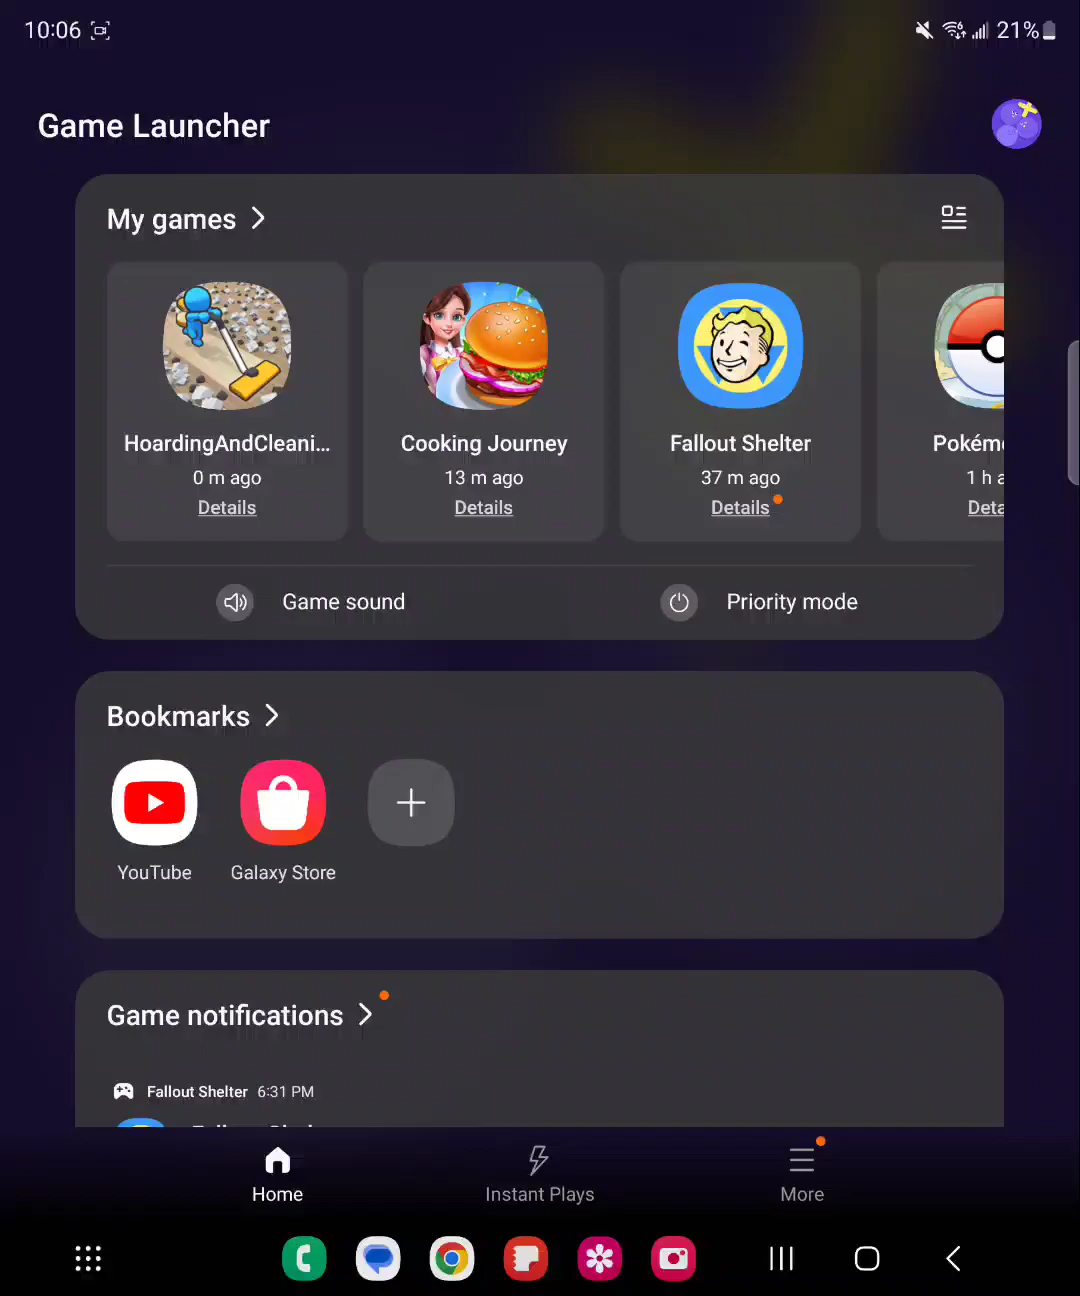 10:06
21%
Game Launcher
My games
HoardingAndCleani...
0 m ago
Details
Cooking Journey
13 m ago
Details
Fallout Shelter
37 m ago
Details
Pokém
1 h
Game sound
Priority mode
Bookmarks
YouTube
Galaxy Store
Game notifications
Fallout Shelter 6:31 PM
Home
Instant Plays
More